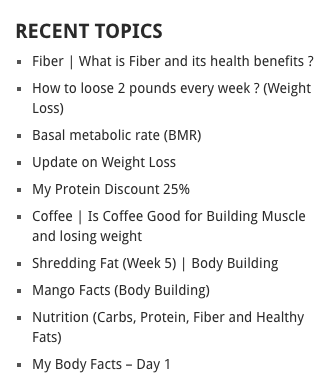 RECENT TOPICS
Fiber | What is Fiber and its health benefits ?
How to loose 2 pounds every week ? (Weight
Loss)
Basal metabolic rate (BMR)
Update on Weight Loss
My Protein Discount 25%
Coffee | Is Coffee Good for Building Muscle
and losing weight
Shredding Fat (Week 5) | Body Building
Mango Facts (Body Building)
Nutrition (Carbs, Protein, Fiber and Healthy
Fats)
My Body Facts – Day 1